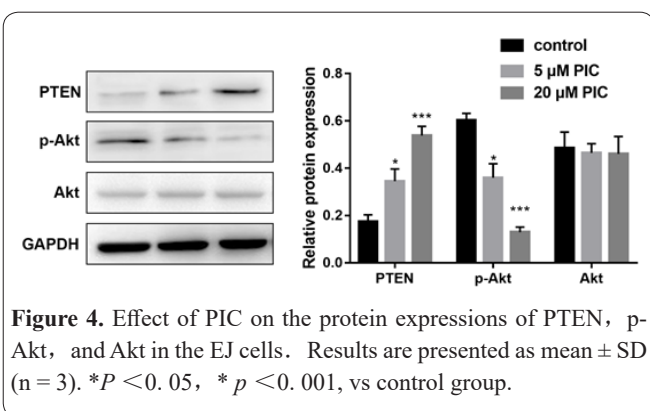 PTEN
p-Akt
Akt
GAPDH
control
5 μM PIC
20 μM PIC
Relative protein expression
0.8
0.6
0.4
0.2
0.0
*
***
*
***
PTEN
p-Akt
Akt
Figure 4. Effect of PIC on the protein expressions of PTEN，p-
Akt，and Akt in the EJ cells．Results are presented as mean ± SD
(n = 3). *P＜0. 05，* p＜0. 001, vs control group.